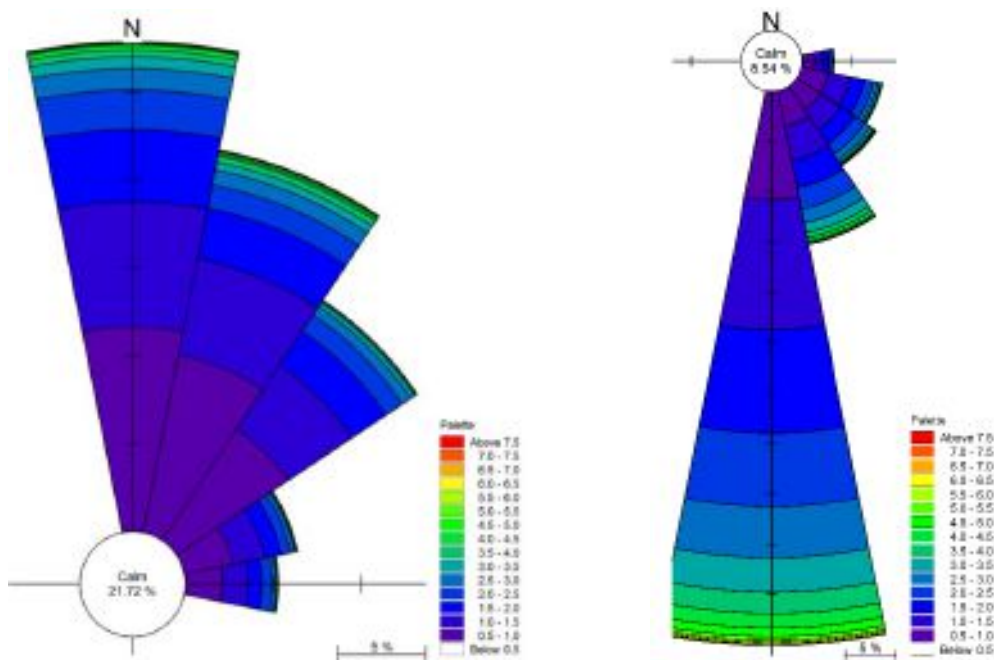 N
Calm
21.72 %
Palette
Above 7.5
7.0 - 7.5
6.5 - 7.0
6.0 - 6.5
5.5 - 6.0
5.0 - 5.5
4.5 - 5.0
4.0 - 4.5
3.5 - 4.0
3.0 - 3.5
2.5 - 3.0
2.0 - 2.5
1.5 - 2.0
1.0 - 1.5
0.5 - 1.0
Below 0.5
5 %
N
Calm
8.54 %
Palette
Above 7.5
7.0 - 7.5
6.5 - 7.0
6.0 - 6.5
5.5 - 6.0
5.0 - 5.5
4.5 - 5.0
4.0 - 4.5
3.5 - 4.0
3.0 - 3.5
2.5 - 3.0
2.0 - 2.5
1.5 - 2.0
1.0 - 1.5
0.5 - 1.0
Below 0.5
5 %